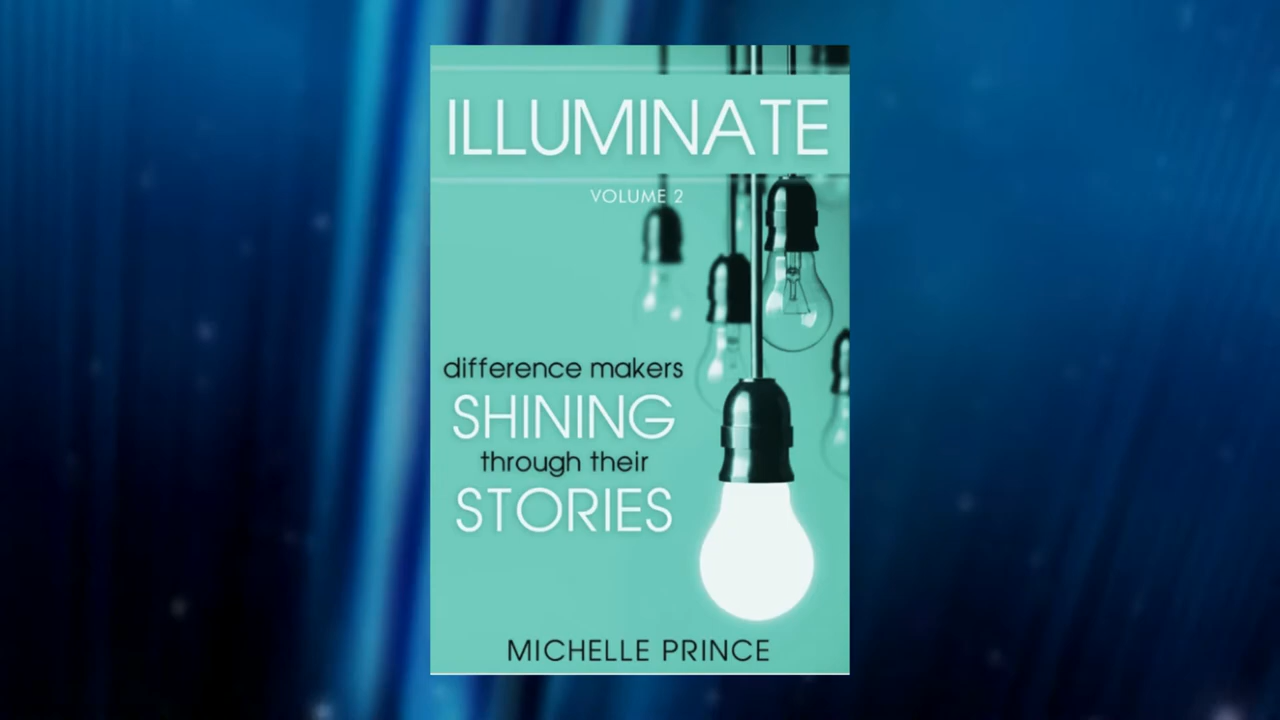 ILLUMINATE
VOLUME 2
difference makers
SHINING
through their
STORIES
MICHELLE PRINCE